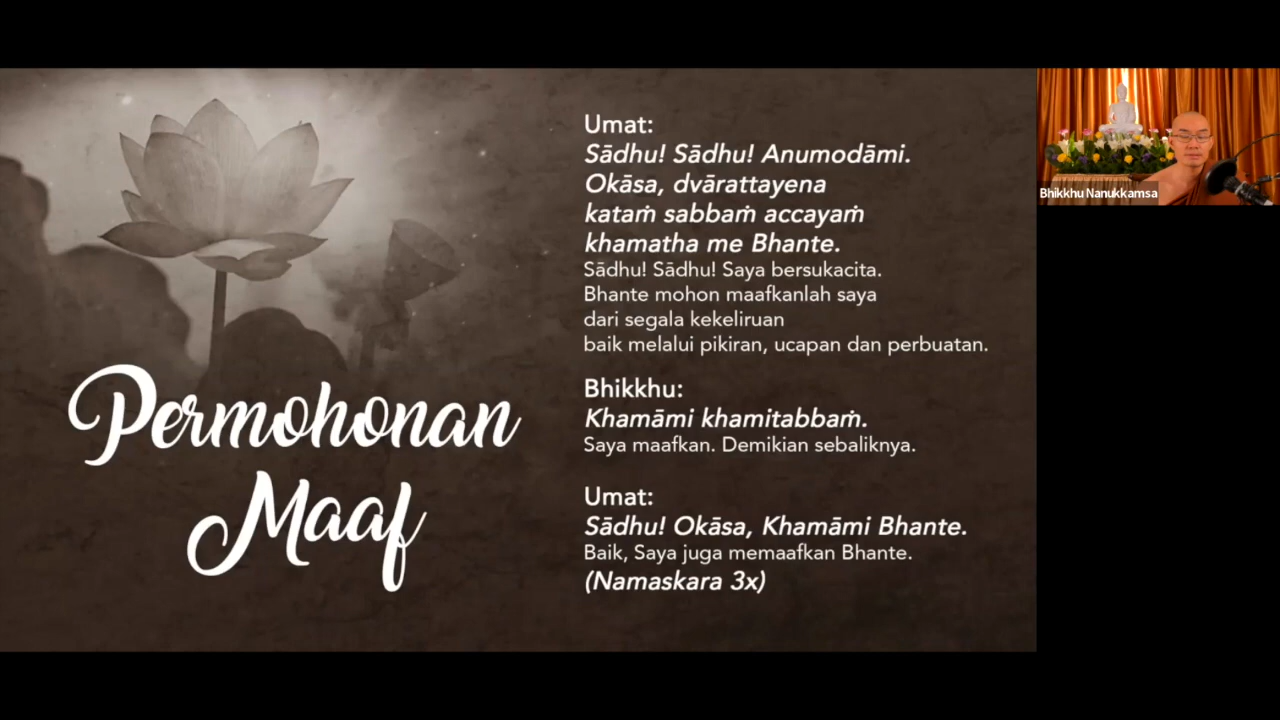 Permohonan
Maaf
Umat:
Sādhu! Sādhu! Anumodāmi.
Okāsa, dvārattayena
kataṁ sabbaṁ accayaṁ
khamatha me Bhante.
Sādhu! Sādhu! Saya bersukacita.
Bhante mohon maafkanlah saya
dari segala kekeliruan
baik melalui pikiran, ucapan dan perbuatan.
Bhikkhu:
Khamāmi khamitabbaṁ.
Saya maafkan. Demikian sebaliknya.
Umat:
Sādhu! Okāsa, Khamāmi Bhante.
Baik, Saya juga memaafkan Bhante.
(Namaskara 3x)
Bhikkhu Nanukkamsa